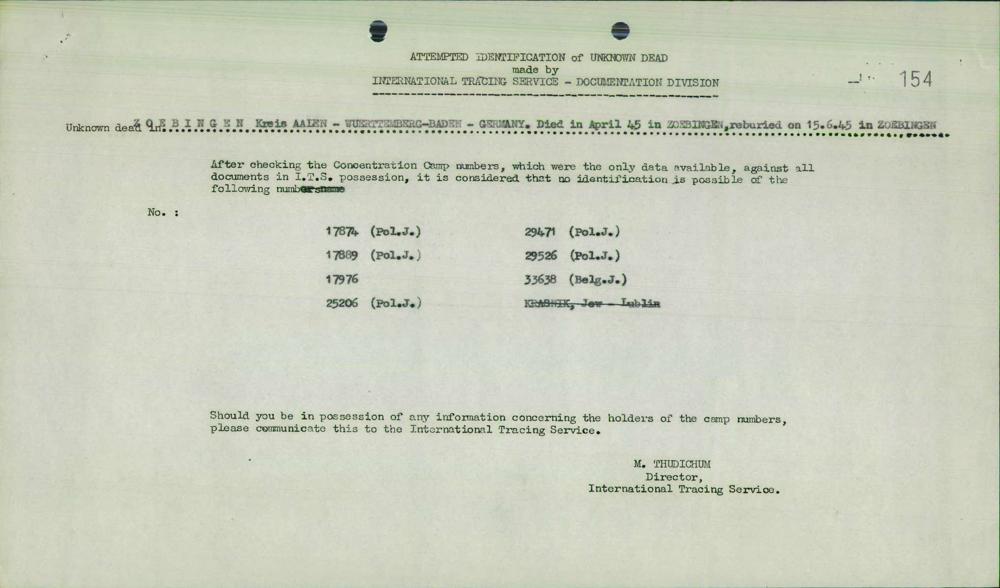 ATTEMPTED IDENTIFICATION of UNKNOWN DEAD
made by
INTERNATIONAL TRACING SERVICE - DOCUMENTATION DIVISION
154
Unknown dead in: ZOEBINGEN Kreis AALEN - WUERTTEMBERG-BADEN - GERMANY. Died in April 45 in ZOEBINGEN,reburied on 15.6.45 in ZOEBINGEN
After checking the Concentration Camp numbers, which were the only data available, against all
documents in I.T.S. possession, it is considered that no identification is possible of the
following numbers
No. :
17874 (Pol.J.) 29471 (Pol.J.)
17889 (Pol.J.) 29526 (Pol.J.)
17976 33638 (Belg.J.)
25206 (Pol.J.) KRASNIK, Jew - Lublin
Should you be in possession of any information concerning the holders of the camp numbers,
please communicate this to the International Tracing Service.
M. THUDICHUM
Director,
International Tracing Service.